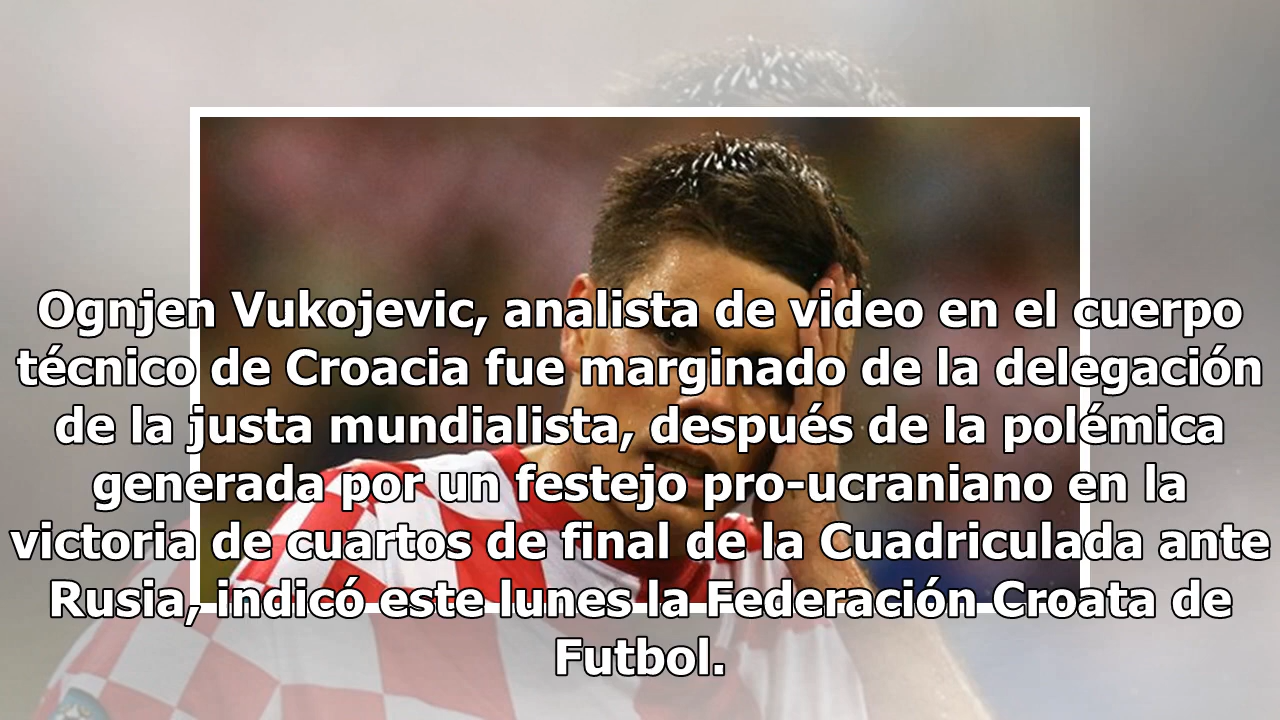 Ognjen Vukojevic, analista de video en el cuerpo
técnico de Croacia fue marginado de la delegación
de la justa mundialista, después de la polémica
generada por un festejo pro-ucraniano en la
victoria de cuartos de final de la Cuadriculada ante
Rusia, indicó este lunes la Federación Croata de
Futbol.